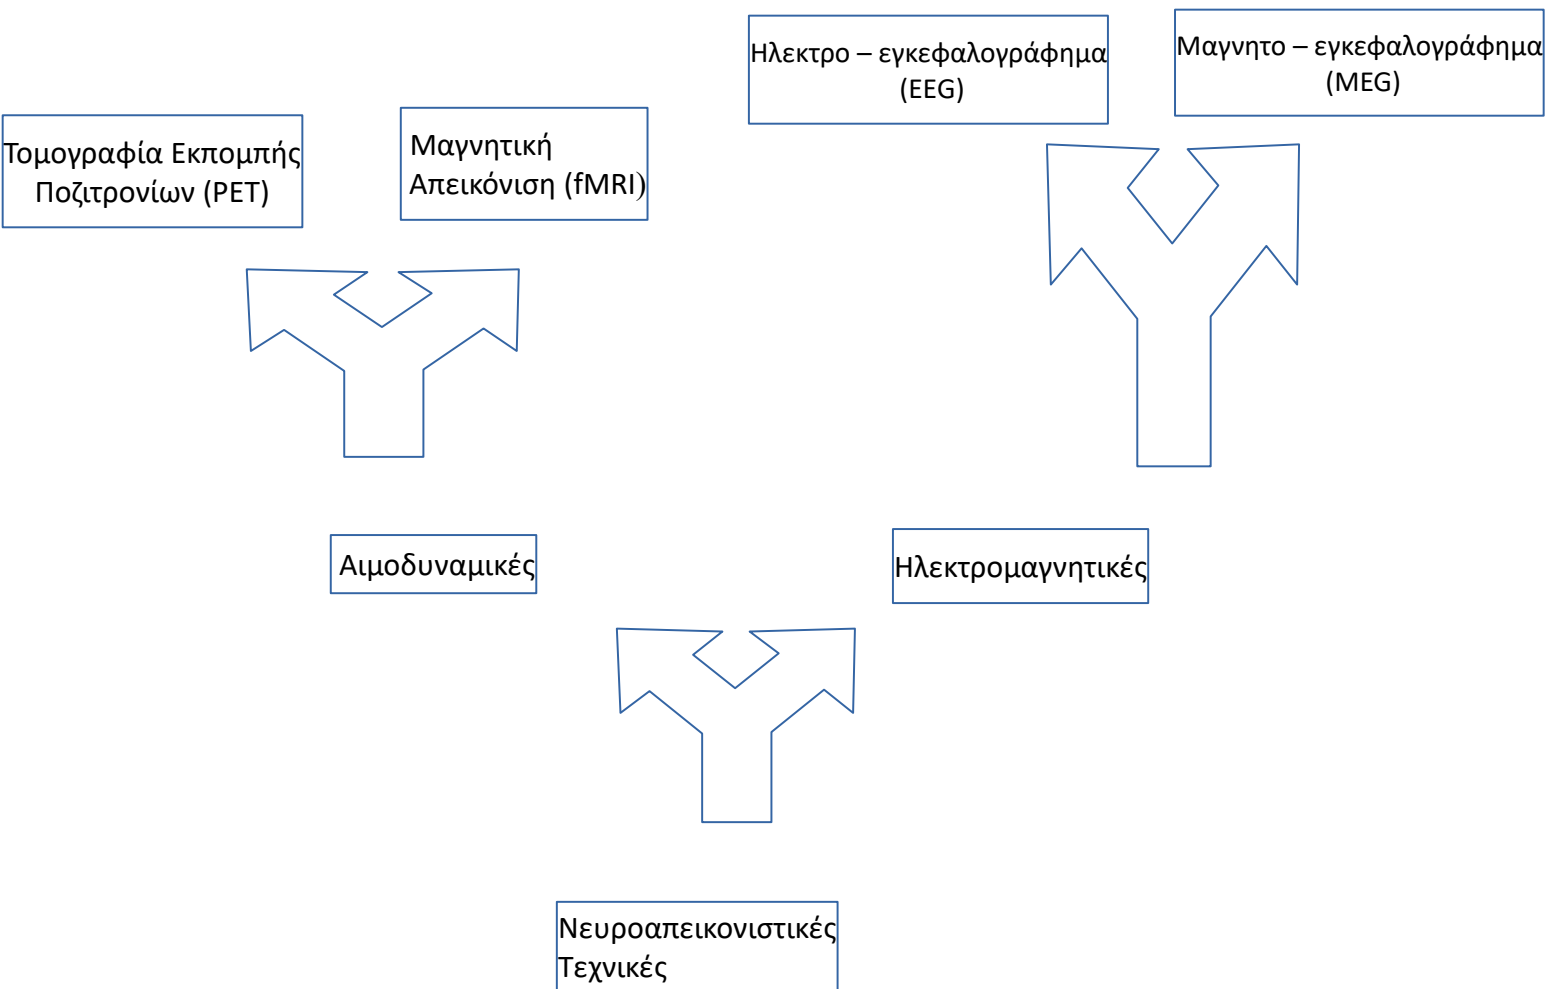 Ηλεκτρο – εγκεφαλογράφημα
(EEG)
Μαγνητο – εγκεφαλογράφημα
(MEG)
Τομογραφία Εκπομπής
Ποζιτρονίων (PET)
Μαγνητική
Απεικόνιση (fMRI)
Αιμοδυναμικές
Ηλεκτρομαγνητικές
Νευροαπεικονιστικές
Τεχνικές